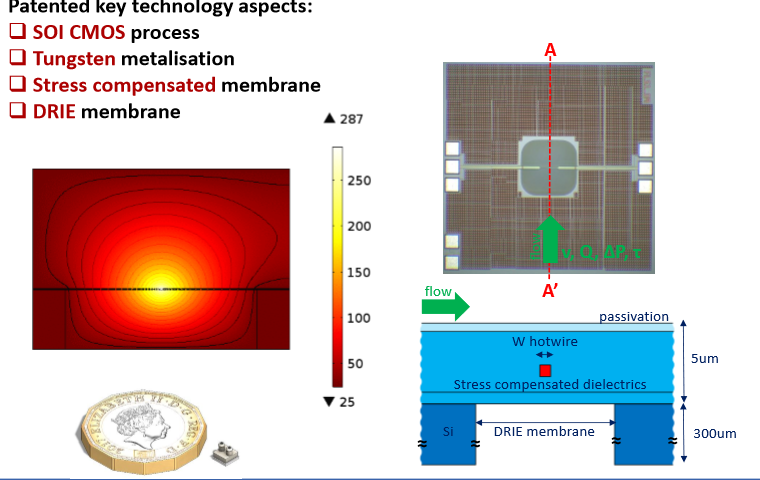 Patented key technology aspects:
SOI CMOS process
Tungsten metalisation
Stress compensated membrane
DRIE membrane
287
250
200
150
100
50
25
A
flow
v, Q, ΔP, τ
A’
flow
passivation
W hotwire
5um
Stress compensated dielectrics
Si
DRIE membrane
300um